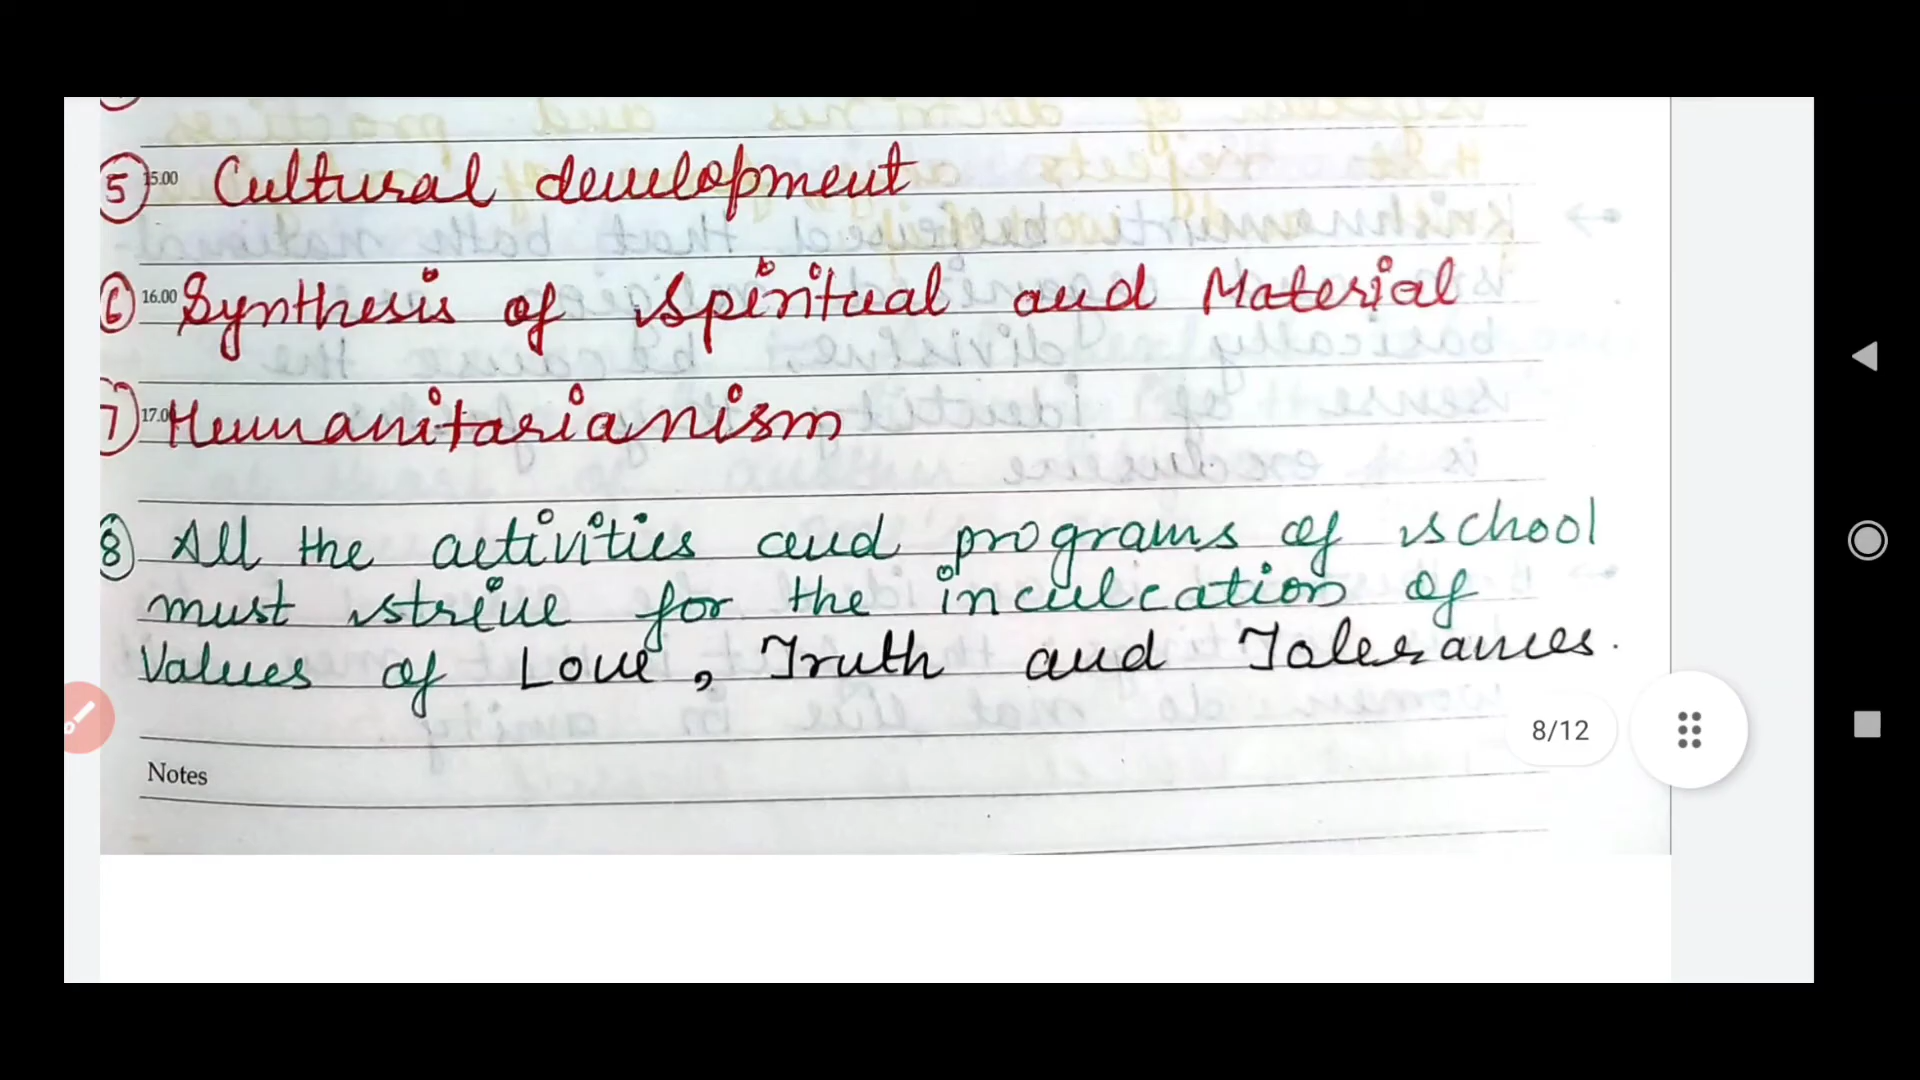 5 15.00 Cultural development
6 16.00 Synthesis of Spiritual and Material
7 17.00 Humanitarianism
8 All the activities and programs of school
must strive for the inculcation of
Values of Love, Truth and Tolerances.
8/12
Notes